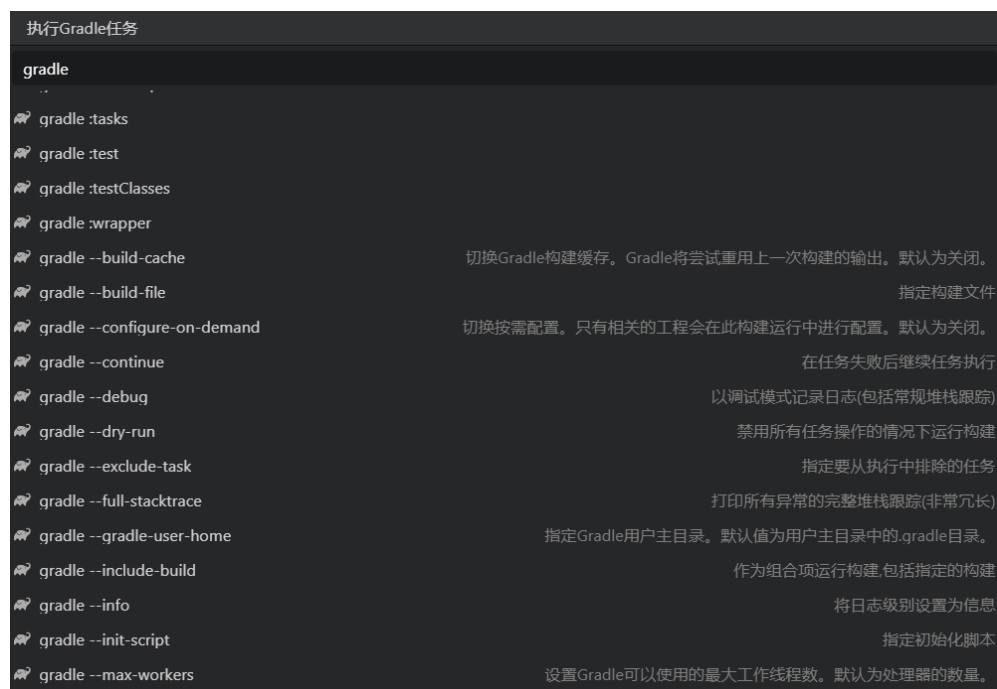 执行Gradle任务
gradle
gradle :tasks
gradle :test
gradle :testClasses
gradle :wrapper
gradle --build-cache 切换Gradle构建缓存。Gradle将尝试重用上一次构建的输出。默认为关闭。
gradle --build-file 指定构建文件
gradle --configure-on-demand 切换按需配置。只有相关的工程会在此构建运行中进行配置。默认为关闭。
gradle --continue 在任务失败后继续任务执行
gradle --debug 以调试模式记录日志(包括常规堆栈跟踪)
gradle --dry-run 禁用所有任务操作的情况下运行构建
gradle --exclude-task 指定要从执行中排除的任务
gradle --full-stacktrace 打印所有异常的完整堆栈跟踪(非常冗长)
gradle --gradle-user-home 指定Gradle用户主目录。默认值为用户主目录中的.gradle目录。
gradle --include-build 作为组合项运行构建,包括指定的构建
gradle --info 将日志级别设置为信息
gradle --init-script 指定初始化脚本
gradle --max-workers 设置Gradle可以使用的最大工作线程数。默认为处理器的数量。